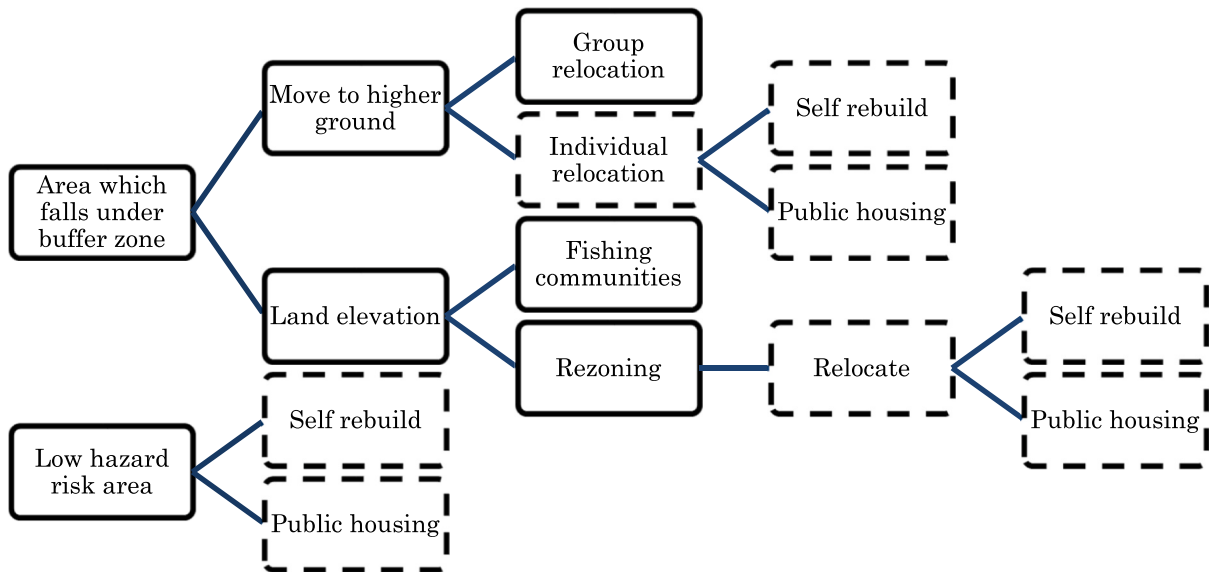 Group
relocation
Move to higher
ground
Self rebuild
Individual
relocation
Public housing
Area which
falls under
buffer zone
Fishing
communities
Land elevation
Self rebuild
Rezoning
Relocate
Public housing
Self rebuild
Low hazard
risk area
Public housing